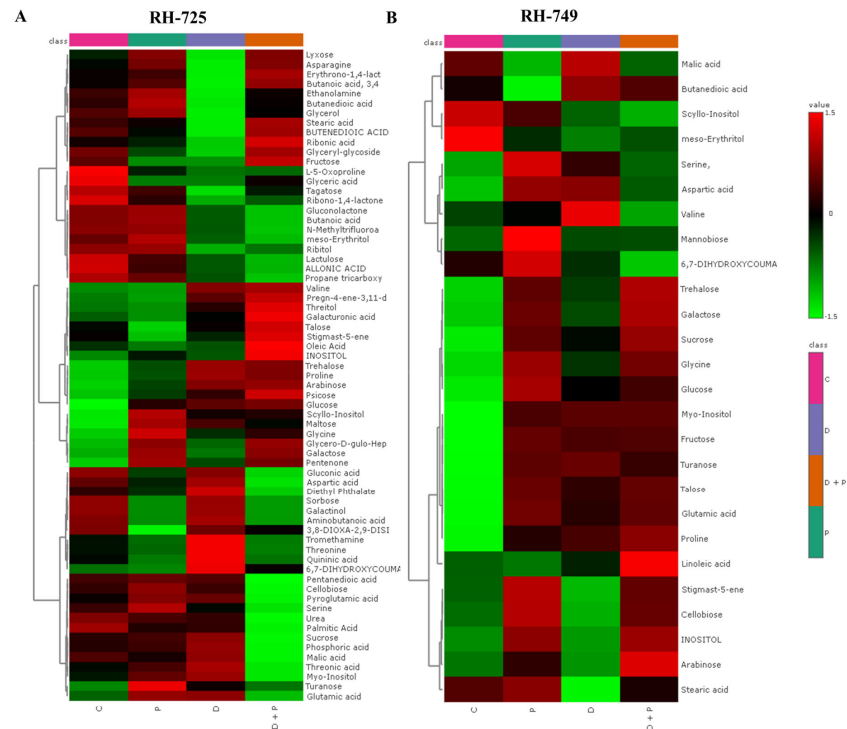 A
RH-725
class
Lyxose
Asparagine
Erythrono-1,4-lact
Butanoic acid, 3,4
Ethanolamine
Butanedioic acid
Glycerol
Stearic acid
BUTENEDIOIC ACID
Ribonic acid
Glyceryl-glycoside
Fructose
L-5-Oxoproline
Glyceric acid
Tagatose
Ribono-1,4-lactone
Gluconolactone
Butanoic acid
N-Methyltrifluoroa
meso-Erythritol
Ribitol
Lactulose
ALLONIC ACID
Propane tricarboxy
Valine
Pregn-4-ene-3,11-d
Threitol
Galacturonic acid
Talose
Stigmast-5-ene
Oleic Acid
INOSITOL
Trehalose
Proline
Arabinose
Psicose
Glucose
Scyllo-Inositol
Maltose
Glycine
Glycero-D-gulo-Hep
Galactose
Pentenone
Gluconic acid
Aspartic acid
Diethyl Phthalate
Sorbose
Galactinol
Aminobutanoic acid
3,8-DIOXA-2,9-DISI
Tromethamine
Threonine
Quininic acid
6,7-DIHYDROXYCOUMA
Pentanedioic acid
Cellobiose
Pyroglutamic acid
Serine
Urea
Palmitic Acid
Sucrose
Phosphoric acid
Malic acid
Threonic acid
Myo-Inositol
Turanose
Glutamic acid
C
P
D
D + P
B
RH-749
class
Malic acid
Butanedioic acid
Scyllo-Inositol
meso-Erythritol
Serine,
Aspartic acid
Valine
Mannobiose
6,7-DIHYDROXYCOUMA
Trehalose
Galactose
Sucrose
Glycine
Glucose
Myo-Inositol
Fructose
Turanose
Talose
Glutamic acid
Proline
Linoleic acid
Stigmast-5-ene
Cellobiose
INOSITOL
Arabinose
Stearic acid
C
P
D
D + P
value
1.5
0
-1.5
class
C
D
D + P
P